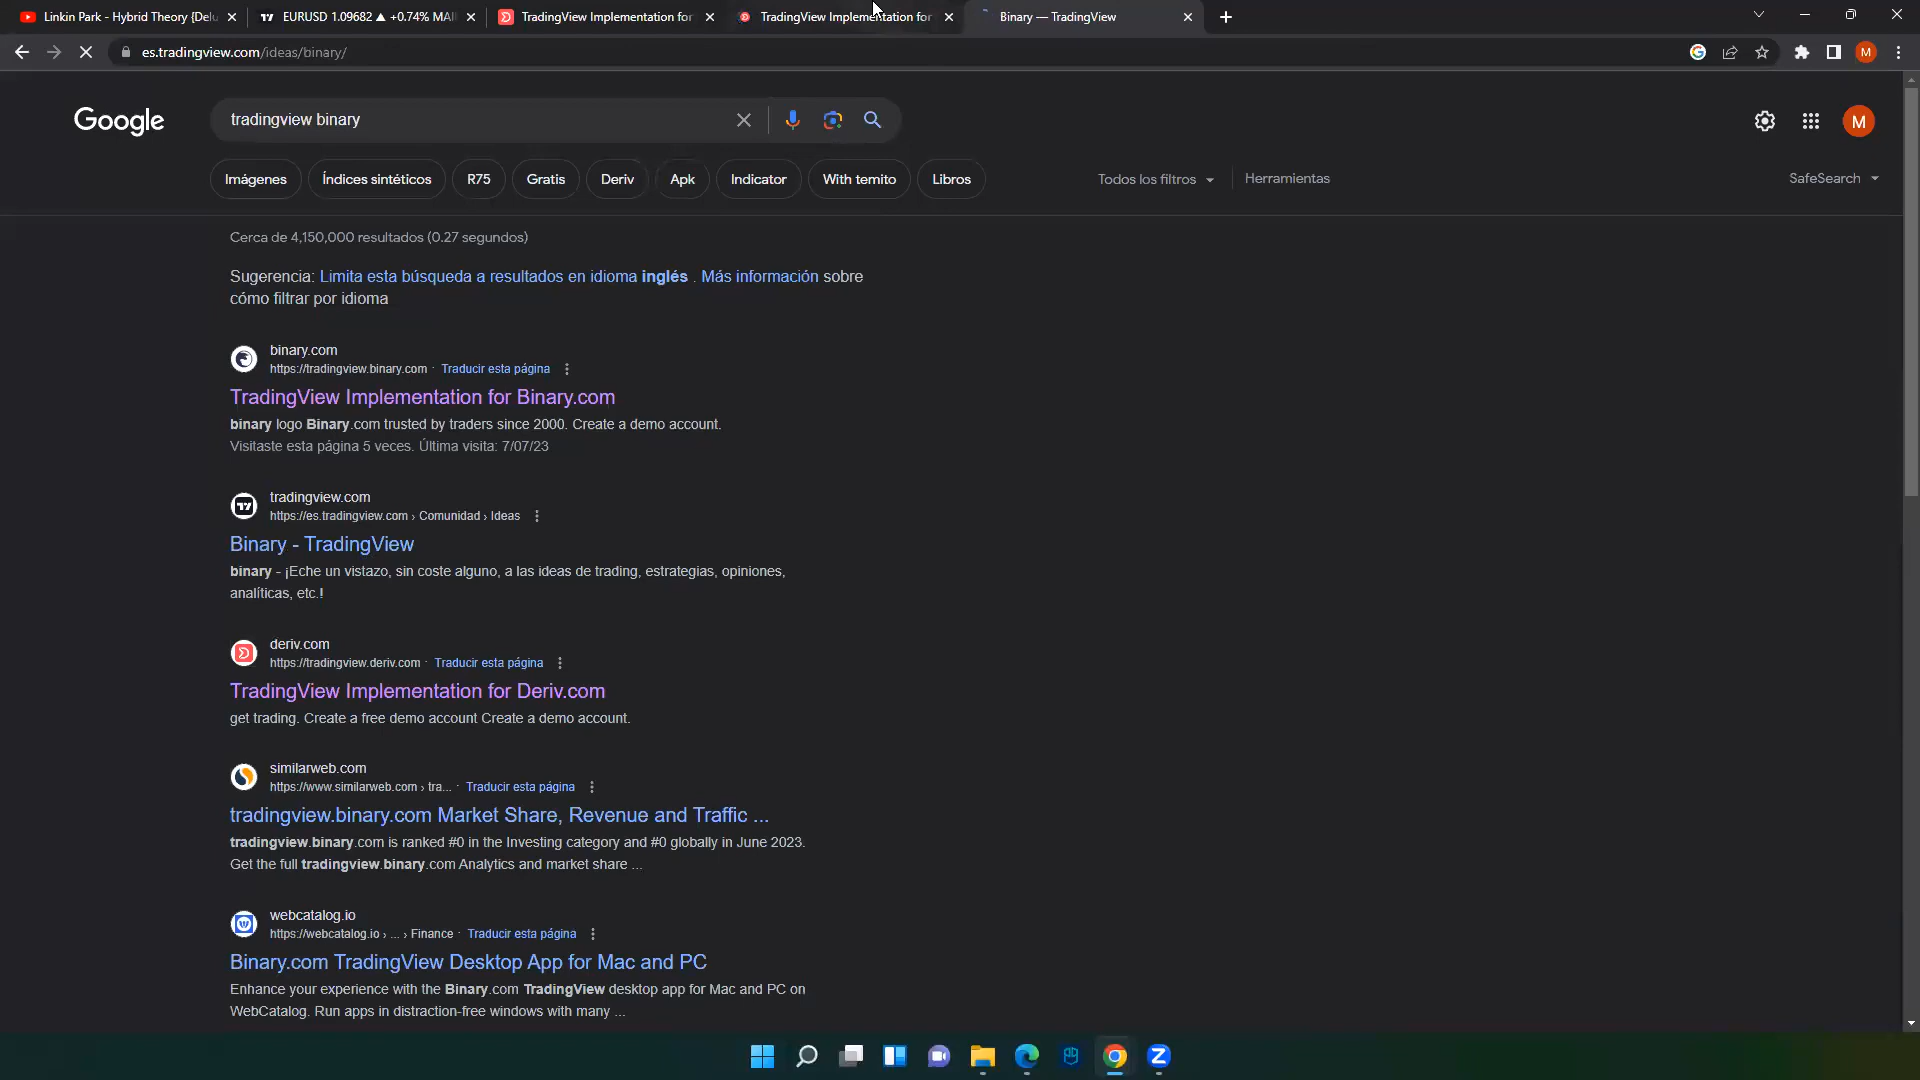 Linkin Park - Hybrid Theory {Delu
EURUSD 1.09682 ▲ +0.74% MAI
TradingView Implementation for
TradingView Implementation for
Binary — TradingView
es.tradingview.com/ideas/binary/
M
Google
tradingview binary
M
Imágenes
Índices sintéticos
R75
Gratis
Deriv
Apk
Indicator
With temito
Libros
Todos los filtros
Herramientas
SafeSearch
Cerca de 4,150,000 resultados (0.27 segundos)
Sugerencia: Limita esta búsqueda a resultados en idioma inglés . Más información sobre
cómo filtrar por idioma
binary.com
https://tradingview.binary.com · Traducir esta página
TradingView Implementation for Binary.com
binary logo Binary.com trusted by traders since 2000. Create a demo account.
Visitaste esta página 5 veces. Última visita: 7/07/23
tradingview.com
https://es.tradingview.com › Comunidad › Ideas
Binary - TradingView
binary - ¡Eche un vistazo, sin coste alguno, a las ideas de trading, estrategias, opiniones,
analíticas, etc.!
deriv.com
https://tradingview.deriv.com · Traducir esta página
TradingView Implementation for Deriv.com
get trading. Create a free demo account Create a demo account.
similarweb.com
https://www.similarweb.com › tra... · Traducir esta página
tradingview.binary.com Market Share, Revenue and Traffic ...
tradingview.binary.com is ranked #0 in the Investing category and #0 globally in June 2023.
Get the full tradingview.binary.com Analytics and market share ...
webcatalog.io
https://webcatalog.io › ... › Finance · Traducir esta página
Binary.com TradingView Desktop App for Mac and PC
Enhance your experience with the Binary.com TradingView desktop app for Mac and PC on
WebCatalog. Run apps in distraction-free windows with many ...